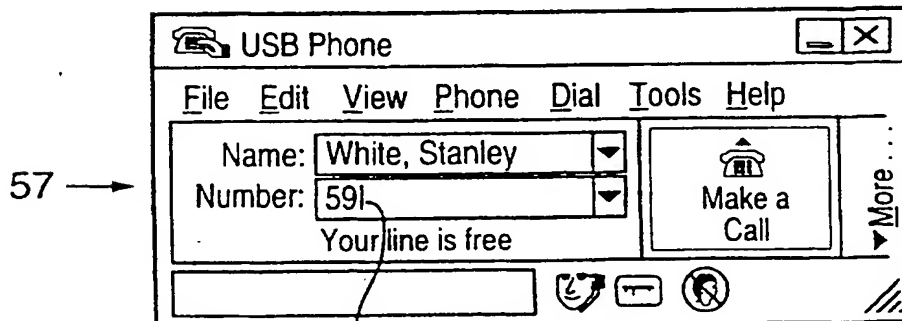 USB Phone
File Edit View Phone Dial Tools Help
Name: White, Stanley
Number: 59
Your line is free
Make a
Call
More...
57